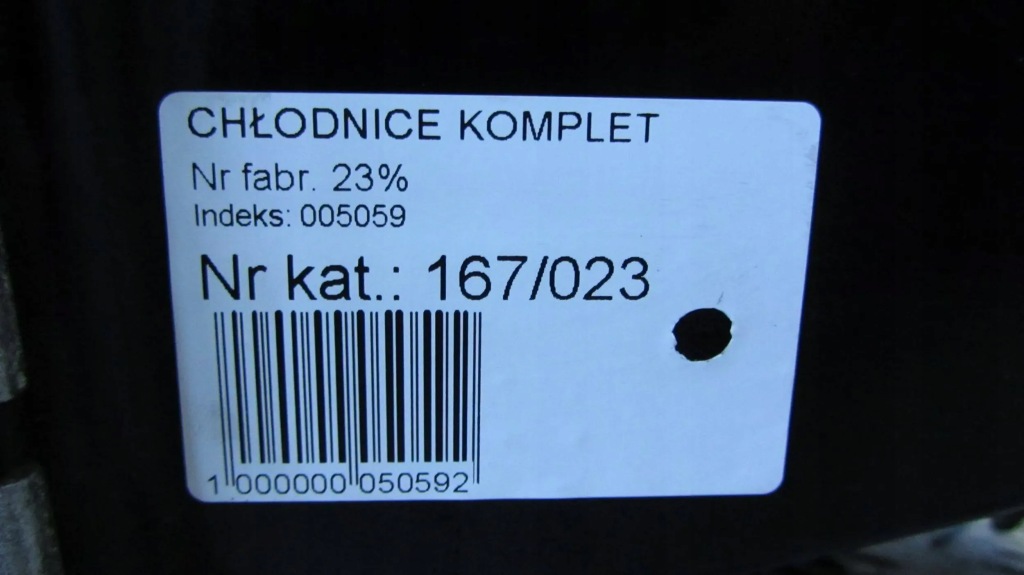 CHŁODNICE KOMPLET
Nr fabr. 23%
Indeks: 005059
Nr kat.: 167/023
1 000000 050592